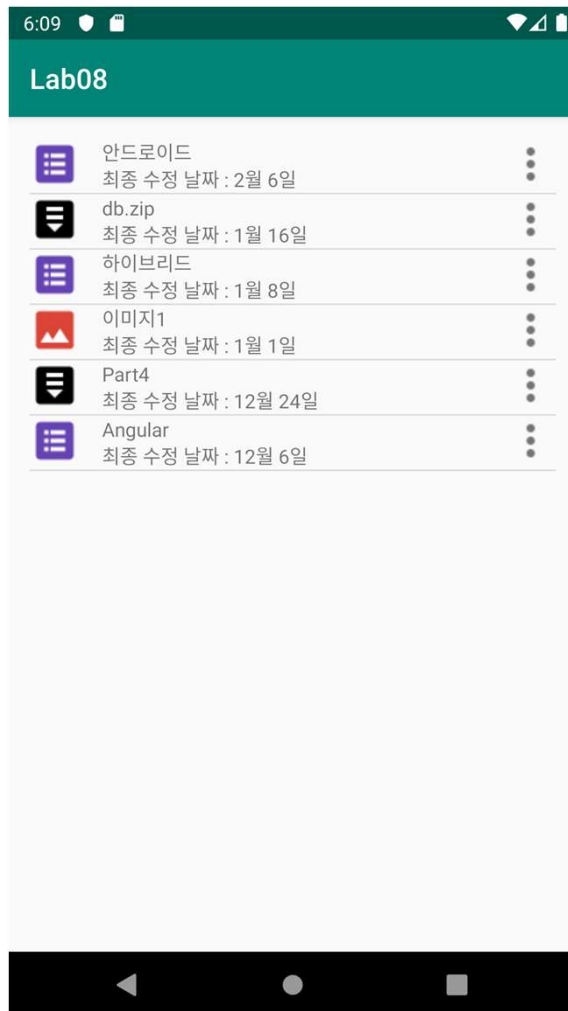 6:09
Lab08
안드로이드
최종 수정 날짜 : 2월 6일
db.zip
최종 수정 날짜 : 1월 16일
하이브리드
최종 수정 날짜 : 1월 8일
이미지1
최종 수정 날짜 : 1월 1일
Part4
최종 수정 날짜 : 12월 24일
Angular
최종 수정 날짜 : 12월 6일